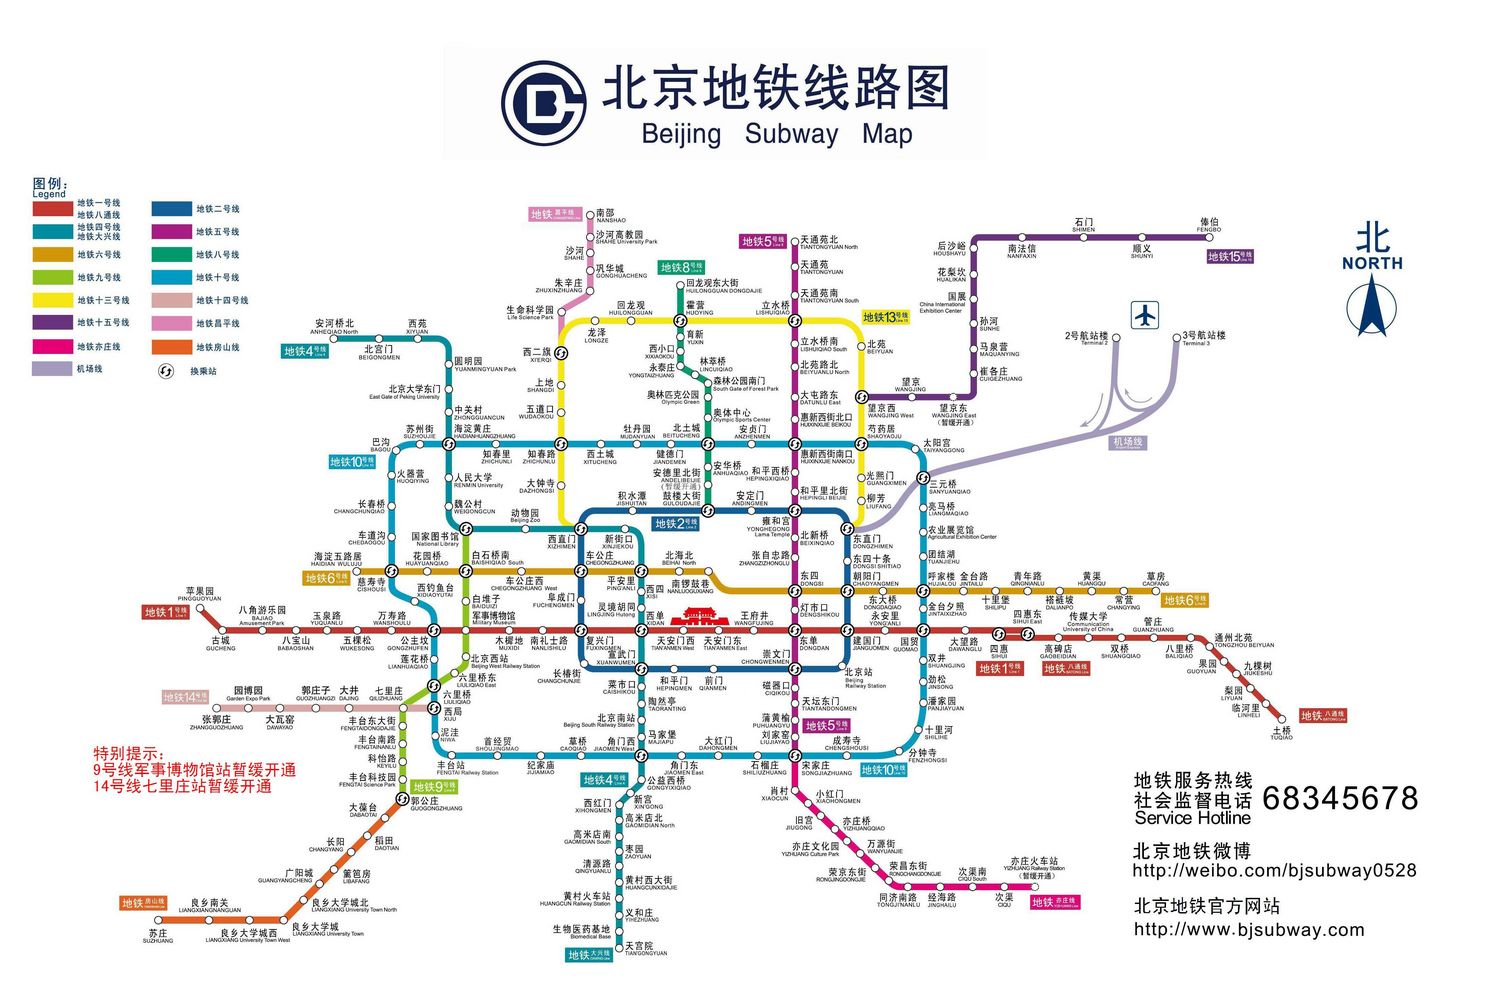 北京地铁线路图
Beijing Subway Map
图例：
Legend
地铁一号线
地铁八通线
地铁二号线
地铁四号线
地铁大兴线
地铁五号线
地铁六号线
地铁八号线
地铁九号线
地铁十号线
地铁十三号线
地铁十四号线
地铁十五号线
地铁昌平线
地铁亦庄线
地铁房山线
机场线
换乘站
北
NORTH
地铁昌平线
南邵
NANSHAO
沙河高教园
SHAHE University Park
沙河
SHAHE
巩华城
GONGHUACHENG
朱辛庄
ZHUXINZHUANG
生命科学园
Life Science Park
西二旗
XI'ERQI
地铁8号线
回龙观东大街
HUILONGGUAN DONGDAJIE
霍营
HUOYING
育新
YUXIN
西小口
XIXIAOKOU
永泰庄
YONGTAIZHUANG
林萃桥
LINCUIQIAO
森林公园南门
South Gate of Forest Park
奥林匹克公园
Olympic Green
奥体中心
Olympic Sports Center
北土城
BEITUCHENG
安华桥
ANHUAQIAO
安德里北街
ANDELIBEIJIE
(暂缓开通)
鼓楼大街
GULOUDAJIE
地铁5号线
天通苑北
TIANTONGYUAN North
天通苑
TIANTONGYUAN
天通苑南
TIANTONGYUAN South
立水桥
LISHUIQIAO
立水桥南
LISHUIQIAO South
北苑路北
BEIYUANLU North
大屯路东
DATUNLU East
惠新西街北口
HUIXINXIJIE BEIKOU
惠新西街南口
HUIXINXIJIE NANKOU
和平西桥
HEPINGXIQIAO
和平里北街
HEPINGLI BEIJIE
雍和宫
YONGHEGONG
Lama Temple
北新桥
BEIXINQIAO
张自忠路
ZHANGZIZHONGLU
东四
DONGSI
灯市口
DENGSHIKOU
东单
DONGDAN
崇文门
CHONGWENMEN
磁器口
CIQIKOU
天坛东门
TIANTANDONGMEN
蒲黄榆
PUHUANGYU
地铁5号线
刘家窑
LIUJIAYAO
宋家庄
SONGJIAZHUANG
地铁13号线
回龙观
HUILONGGUAN
龙泽
LONGZE
上地
SHANGDI
五道口
WUDAOKOU
知春路
ZHICHUNLU
大钟寺
DAZHONGSI
西直门
XIZHIMEN
北苑
BEIYUAN
望京西
WANGJING West
芍药居
SHAOYAOJU
光熙门
GUANGXIMEN
柳芳
LIUFANG
东直门
DONGZHIMEN
地铁15号线
俸伯
FENGBO
顺义
SHUNYI
石门
SHIMEN
南法信
NANFAXIN
后沙峪
HOUSHAYU
花梨坎
HUALIKAN
国展
China International
Exhibition Center
孙河
SUNHE
马泉营
MAQUANYING
崔各庄
CUIGEZHUANG
望京东
WANGJING East
(暂缓开通)
望京
WANGJING
2号航站楼
Terminal 2
3号航站楼
Terminal 3
机场线
三元桥
SANYUANQIAO
地铁4号线
安河桥北
ANHEQIAO North
北宫门
BEIGONGMEN
西苑
XIYUAN
圆明园
YUANMINGYUAN Park
北京大学东门
East Gate of Peking University
中关村
ZHONGGUANCUN
海淀黄庄
HAIDIANHUANGZHUANG
人民大学
RENMIN University
魏公村
WEIGONGCUN
国家图书馆
National Library
动物园
Beijing Zoo
新街口
XINJIEKOU
平安里
PING'ANLI
西四
XISI
灵境胡同
LINGJING Hutong
西单
XIDAN
宣武门
XUANWUMEN
菜市口
CAISHIKOU
陶然亭
TAORANTING
北京南站
Beijing South Railway Station
马家堡
MAJIAPU
角门西
JIAOMEN West
地铁4号线
公益西桥
GONGYIXIQIAO
新宫
XIN'GONG
西红门
XIHONGMEN
高米店北
GAOMIDIAN North
高米店南
GAOMIDIAN South
枣园
ZAOYUAN
清源路
QINGYUANLU
黄村西大街
HUANGCUNXIDAJIE
黄村火车站
HUANGCUN Railway Station
义和庄
YIHEZHUANG
生物医药基地
Biomedical Base
天宫院
TIAN'GONGYUAN
地铁大兴线
地铁10号线
巴沟
BAGOU
苏州街
SUZHOUJIE
知春里
ZHICHUNLI
西土城
XITUCHENG
牡丹园
MUDANYUAN
健德门
JIANDEMEN
安贞门
ANZHENMEN
太阳宫
TAIYANGGONG
亮马桥
LIANGMAQIAO
农业展览馆
Agricultural Exhibition Center
团结湖
TUANJIEHU
呼家楼
HUJIALOU
金台夕照
JINTAIXIZHAO
国贸
GUOMAO
双井
SHUANGJING
劲松
JINSONG
潘家园
PANJIAYUAN
十里河
SHILIHE
分钟寺
FENZHONGSI
成寿寺
CHENGSHOUSI
地铁10号线
石榴庄
SHILIUZHUANG
大红门
DAHONGMEN
角门东
JIAOMEN East
草桥
CAOQIAO
纪家庙
JIJIAMIAO
首经贸
SHOUJINGMAO
丰台站
FENGTAI Railway Station
泥洼
NIWA
西局
XIJU
六里桥
LIULIQIAO
莲花桥
LIANHUAQIAO
公主坟
GONGZHUFEN
西钓鱼台
XIDIAOYUTAI
慈寿寺
CISHOUSI
车道沟
CHEDAOGOU
长春桥
CHANGCHUNQIAO
火器营
HUOQIYING
地铁2号线
积水潭
JISHUITAN
安定门
ANDINGMEN
东四十条
DONGSI SHITIAO
朝阳门
CHAOYANGMEN
建国门
JIANGUOMEN
北京站
Beijing
Railway Station
前门
QIANMEN
和平门
HEPINGMEN
长椿街
CHANGCHUNJIE
复兴门
FUXINGMEN
阜成门
FUCHENGMEN
车公庄
CHEGONGZHUANG
地铁6号线
海淀五路居
HAIDIAN WULUJU
花园桥
HUAYUANQIAO
白石桥南
BAISHIQIAO South
车公庄西
CHEGONGZHUANG West
北海北
BEIHAI North
南锣鼓巷
NANLUOGUXIANG
东大桥
DONGDAQIAO
金台路
JINTAILU
十里堡
SHILIPU
青年路
QINGNIANLU
褡裢坡
DALIANPO
黄渠
HUANGQU
常营
CHANGYING
草房
CAOFANG
地铁6号线
地铁1号线
苹果园
PINGGUOYUAN
古城
GUCHENG
八角游乐园
BAJIAO
Amusement Park
八宝山
BABAOSHAN
玉泉路
YUQUANLU
五棵松
WUKESONG
万寿路
WANSHOULU
军事博物馆
Military Museum
木樨地
MUXIDI
南礼士路
NANLISHILU
天安门西
TIAN'ANMEN West
天安门东
TIAN'ANMEN East
王府井
WANGFUJING
永安里
YONG'ANLI
大望路
DAWANGLU
四惠
SIHUI
四惠东
SIHUI East
地铁1号线
地铁八通线
高碑店
GAOBEIDIAN
传媒大学
Communication
University of China
双桥
SHUANGQIAO
管庄
GUANZHUANG
八里桥
BALIQIAO
通州北苑
TONGZHOU BEIYUAN
果园
GUOYUAN
九棵树
JIUKESHU
梨园
LIYUAN
临河里
LINHELI
土桥
TUQIAO
地铁八通线
白堆子
BAIDUIZI
北京西站
Beijing West Railway Station
六里桥东
LIULIQIAO East
七里庄
QILIZHUANG
丰台东大街
FENGTAIDONGDAJIE
丰台南路
FENGTAINANLU
科怡路
KEYILU
丰台科技园
FENGTAI Science Park
地铁9号线
郭公庄
GUOGONGZHUANG
地铁14号线
张郭庄
ZHANGGUOZHUANG
园博园
Garden Expo Park
大瓦窑
DAWAYAO
郭庄子
GUOZHUANGZI
大井
DAJING
大葆台
DABAOTAI
稻田
DAOTIAN
长阳
CHANGYANG
篱笆房
LIBAFANG
广阳城
GUANGYANGCHENG
良乡大学城北
LIANGXIANG University Town North
良乡大学城
LIANGXIANG University Town
良乡大学城西
LIANGXIANG University Town West
良乡南关
LIANGXIANGNANGUAN
苏庄
SUZHUANG
地铁房山线
肖村
XIAOCUN
小红门
XIAOHONGMEN
旧宫
JIUGONG
亦庄桥
YIZHUANGQIAO
亦庄文化园
YIZHUANG Culture Park
万源街
WANYUANJIE
荣京东街
RONGJINGDONGJIE
荣昌东街
RONGCHANGDONGJIE
同济南路
TONGJI'NANLU
经海路
JINGHAILU
次渠南
CIQU South
次渠
CIQU
亦庄火车站
YIZHUANG Railway Station
(暂缓开通)
地铁亦庄线
特别提示：
9号线军事博物馆站暂缓开通
14号线七里庄站暂缓开通
地铁服务热线
社会监督电话 68345678
Service Hotline
北京地铁微博
http://weibo.com/bjsubway0528
北京地铁官方网站
http://www.bjsubway.com